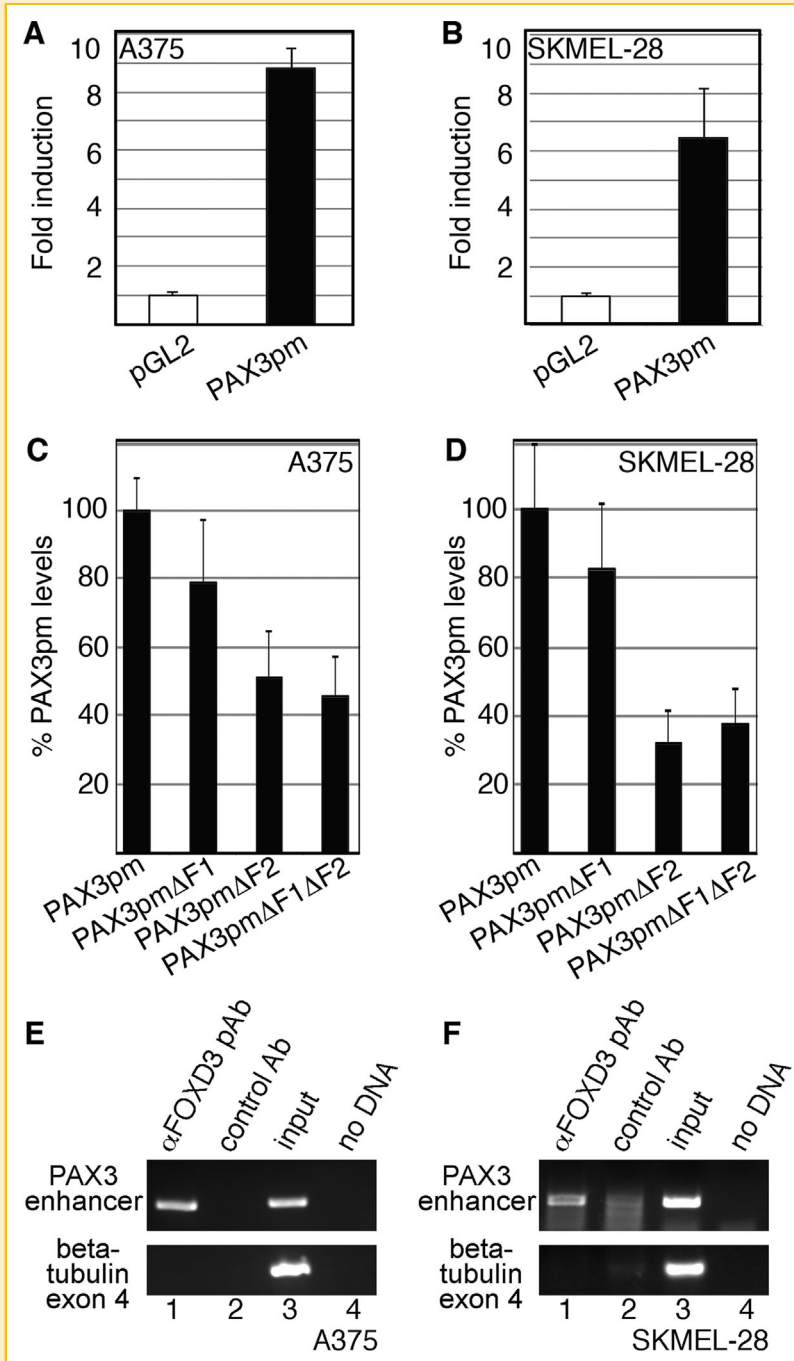 A
A375
Fold induction
10
8
6
4
2
pGL2
PAX3pm
B
SKMEL-28
Fold induction
10
8
6
4
2
pGL2
PAX3pm
C
A375
% PAX3pm levels
100
80
60
40
20
PAX3pm
PAX3pmΔF1
PAX3pmΔF2
PAX3pmΔF1ΔF2
D
SKMEL-28
% PAX3pm levels
100
80
60
40
20
PAX3pm
PAX3pmΔF1
PAX3pmΔF2
PAX3pmΔF1ΔF2
E
αFOXD3 pAb
control Ab
input
no DNA
PAX3
enhancer
beta-
tubulin
exon 4
1 2 3 4
A375
F
αFOXD3 pAb
control Ab
input
no DNA
PAX3
enhancer
beta-
tubulin
exon 4
1 2 3 4
SKMEL-28